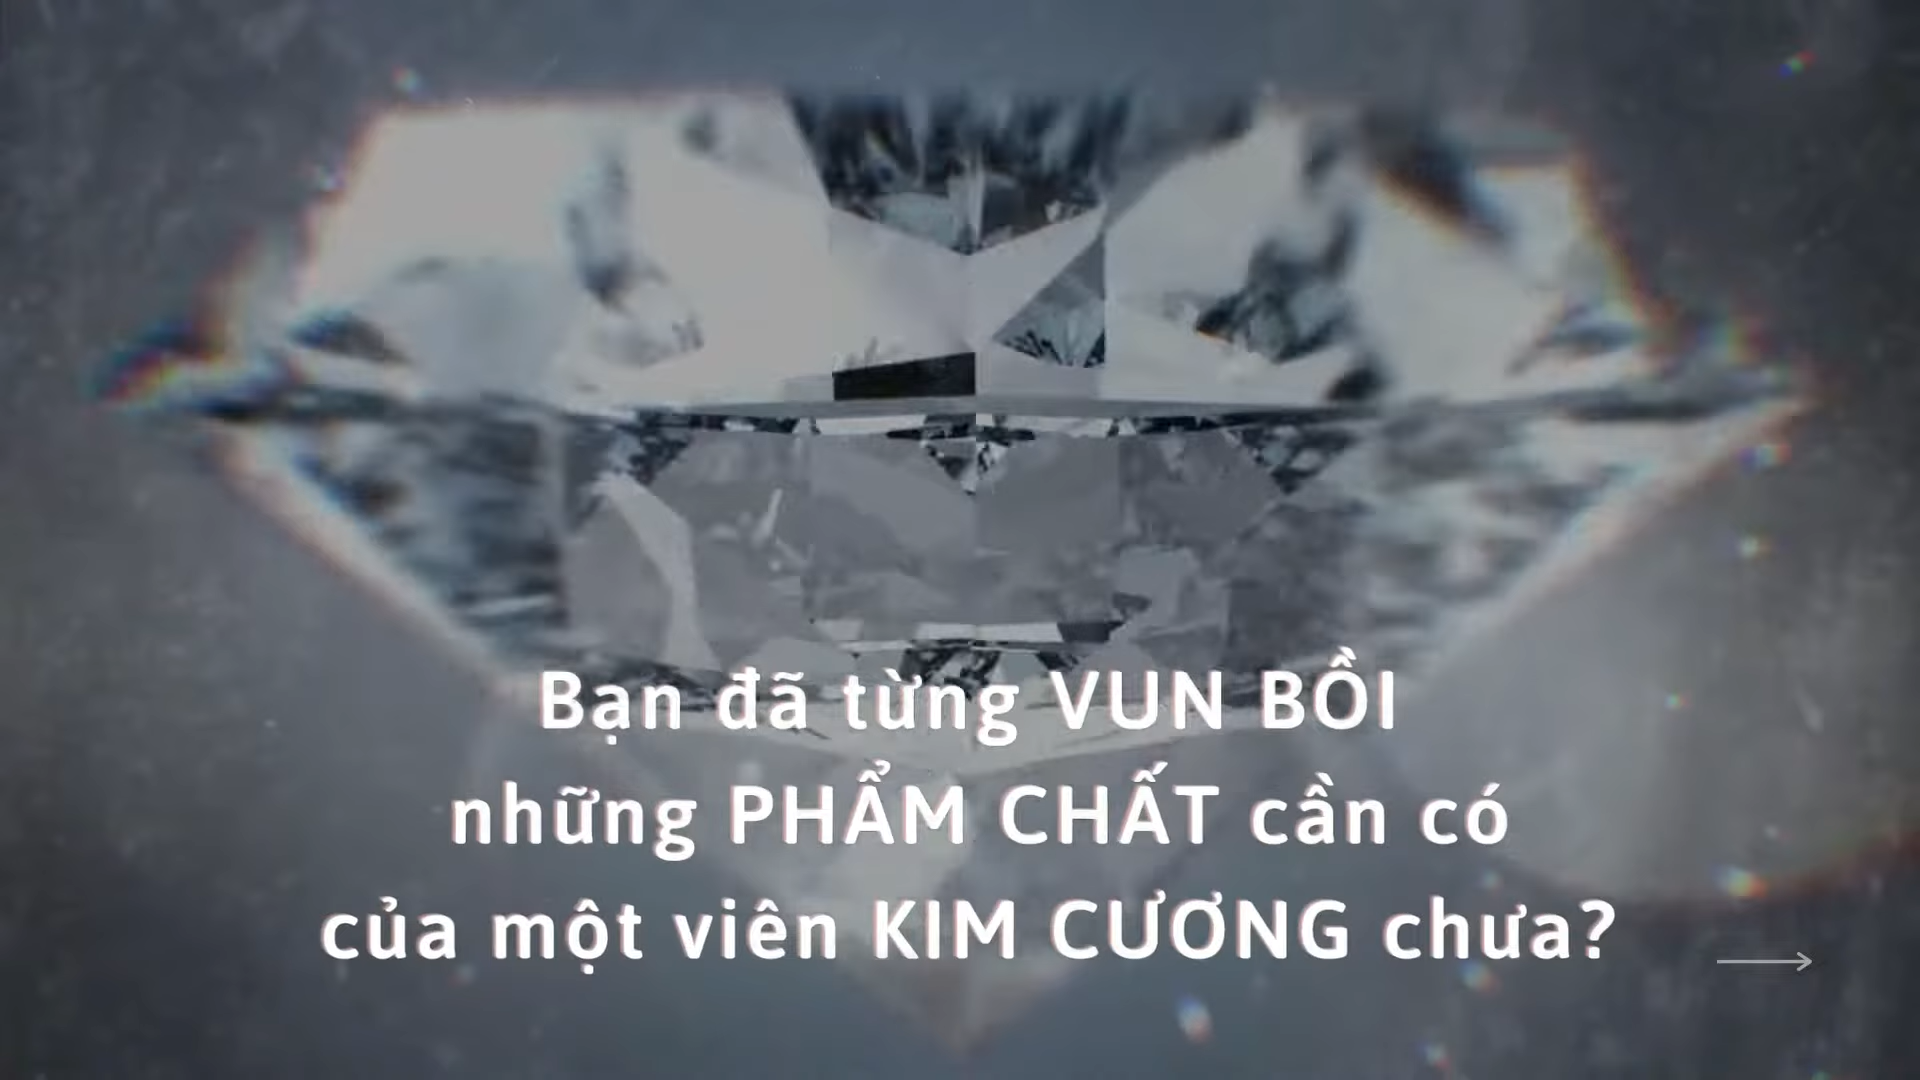 Bạn đã từng VUN BỒI
những PHẨM CHẤT cần có
của một viên KIM CƯƠNG chưa?